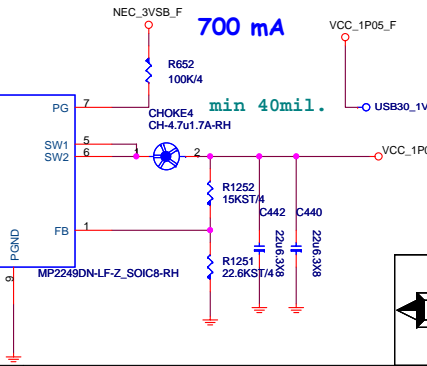 NEC_3VSB_F
700 mA
VCC_1P05_F
R652
100K/4
PG
7
CHOKE4
CH-4.7u1.7A-RH
min 40mil.
USB30_1V
SW1
5
SW2
6
1
2
VCC_1P0
R1252
15KST/4
C442
C440
22u6.3X8
22u6.3X8
FB
1
R1251
22.6KST/4
PGND
MP2249DN-LF-Z_SOIC8-RH
9